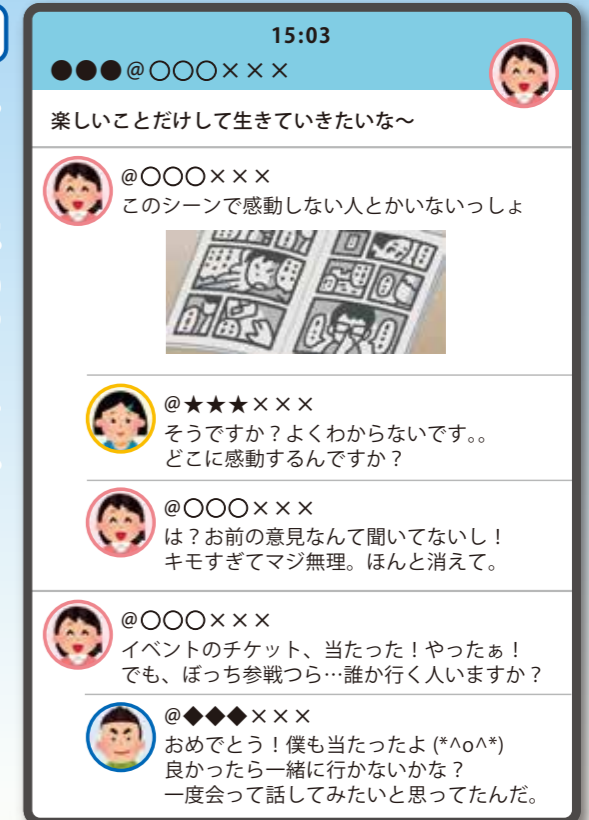 15:03
●●●@○○○×××
楽しいことだけして生きていきたいな～
@○○○×××
このシーンで感動しない人とかいないっしょ
@★★★×××
そうですか？よくわからないです。。
どこに感動するんですか？
@○○○×××
は？お前の意見なんて聞いてないし！
キモすぎてマジ無理。ほんと消えて。
@○○○×××
イベントのチケット、当たった！やったぁ！
でも、ぼっち参戦つら…誰か行く人いますか？
@◆◆◆×××
おめでとう！僕も当たったよ(*^o^*)
良かったら一緒に行かないかな？
一度会って話してみたいと思ってたんだ。